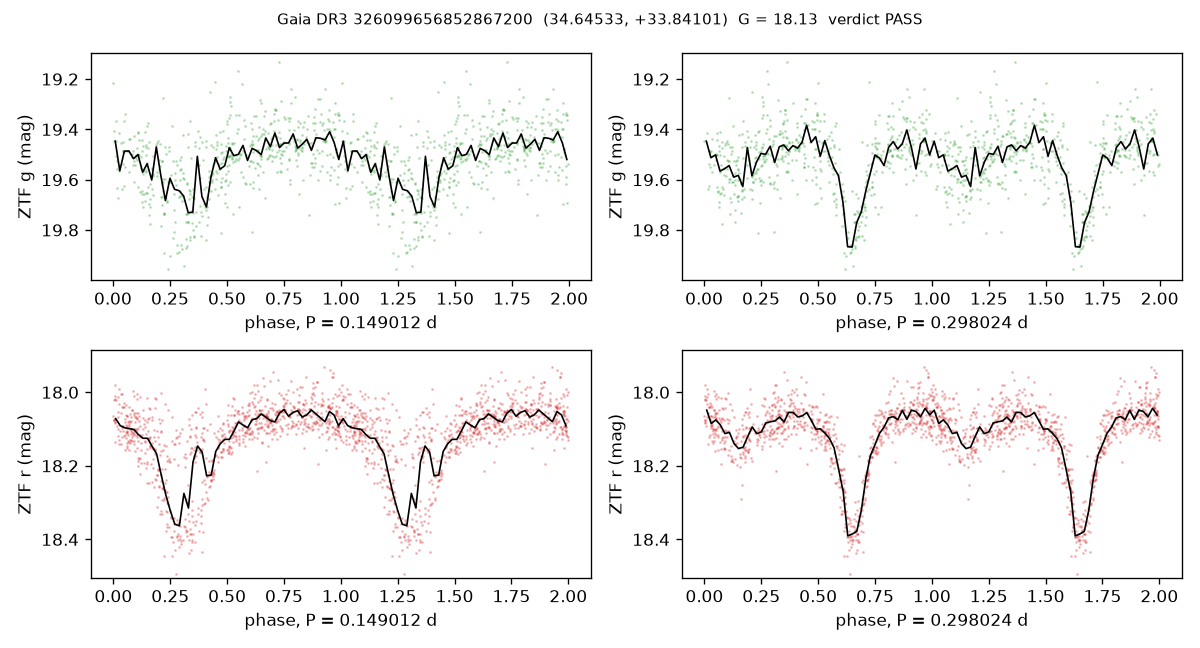 Gaia DR3 326099656852867200 (34.64533, +33.84101) G = 18.13 verdict PASS
ZTF g (mag)
19.2
19.4
19.6
19.8
0.00 0.25 0.50 0.75 1.00 1.25 1.50 1.75 2.00
phase, P = 0.149012 d
ZTF g (mag)
19.2
19.4
19.6
19.8
0.00 0.25 0.50 0.75 1.00 1.25 1.50 1.75 2.00
phase, P = 0.298024 d
ZTF r (mag)
18.0
18.2
18.4
0.00 0.25 0.50 0.75 1.00 1.25 1.50 1.75 2.00
phase, P = 0.149012 d
ZTF r (mag)
18.0
18.2
18.4
0.00 0.25 0.50 0.75 1.00 1.25 1.50 1.75 2.00
phase, P = 0.298024 d